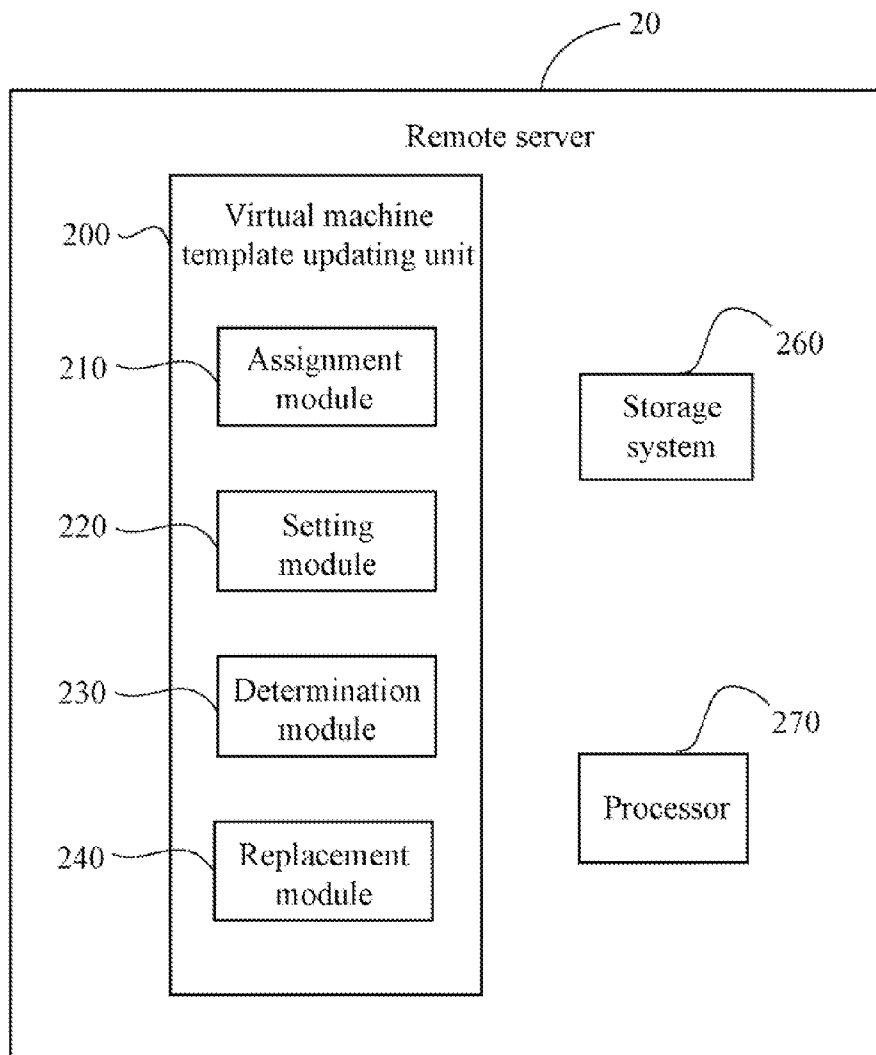 20
Remote server
200
Virtual machine
template updating unit
210
Assignment
module
260
Storage
system
220
Setting
module
230
Determination
module
270
Processor
240
Replacement
module